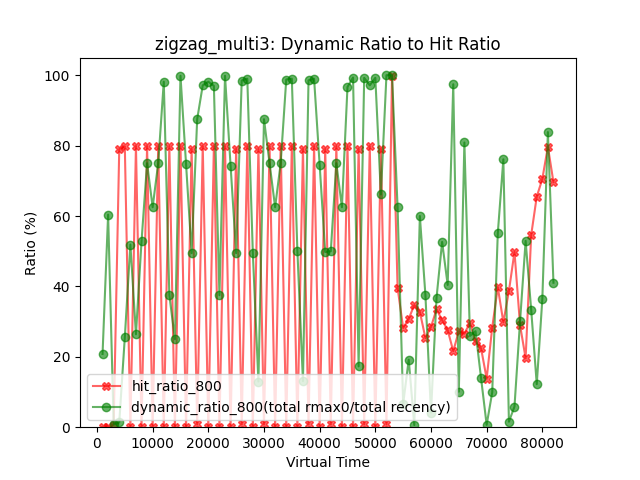 zigzag_multi3: Dynamic Ratio to Hit Ratio
Ratio (%)
100
80
60
40
20
0
hit_ratio_800
dynamic_ratio_800(total rmax0/total recency)
0 10000 20000 30000 40000 50000 60000 70000 80000
Virtual Time